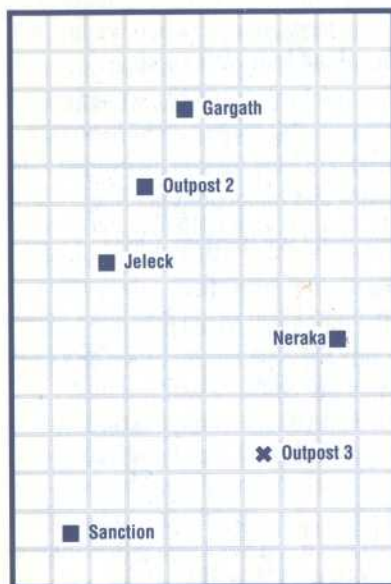 Gargath
Outpost 2
Jeleck
Neraka
Outpost 3
Sanction